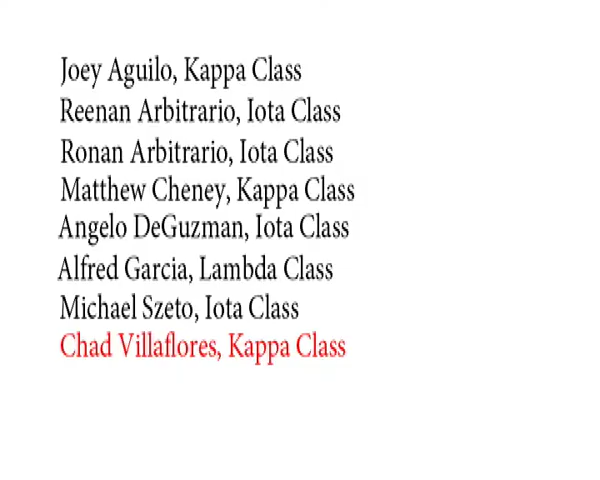 Joey Aguilo, Kappa Class
Reenan Arbitrario, Iota Class
Ronan Arbitrario, Iota Class
Matthew Cheney, Kappa Class
Angelo DeGuzman, Iota Class
Alfred Garcia, Lambda Class
Michael Szeto, Iota Class
Chad Villaflores, Kappa Class